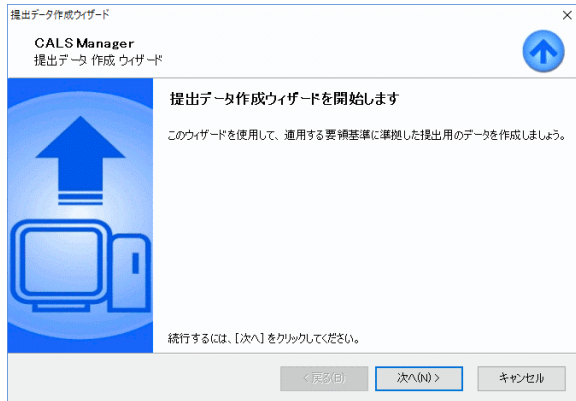 提出データ作成ウィザード
CALS Manager
提出データ 作成 ウィザード
提出データ作成ウィザードを開始します
このウィザードを使用して、適用する要領基準に準拠した提出用のデータを作成しましょう。
続行するには、[次へ] をクリックしてください。
< 戻る(B)
次へ(N) >
キャンセル